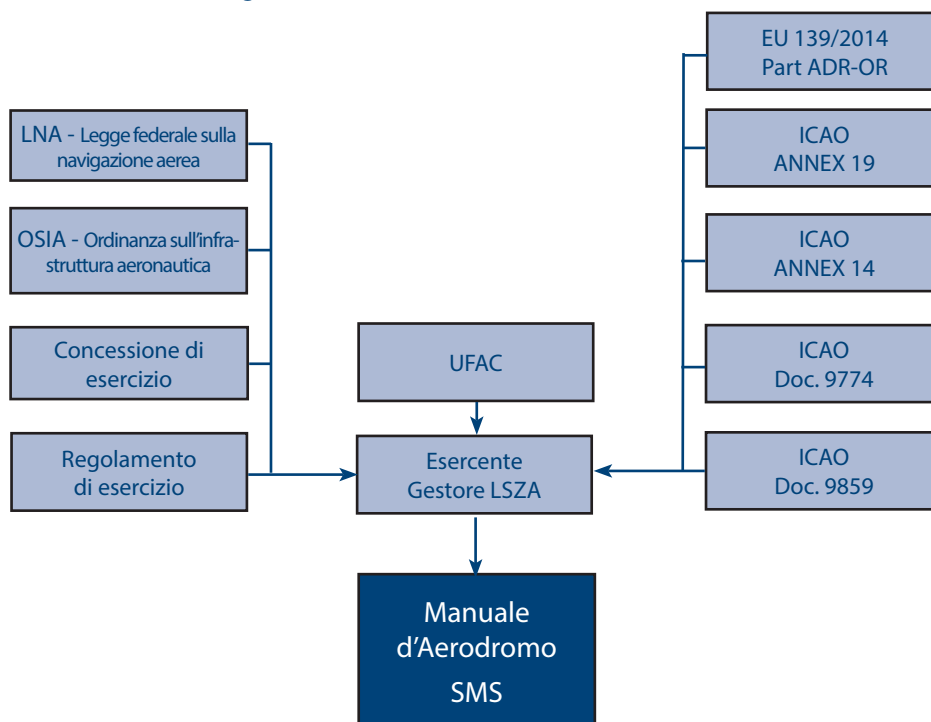 LNA - Legge federale sulla
navigazione aerea
OSIA - Ordinanza sull'infra-
struttura aeronautica
Concessione di
esercizio
Regolamento
di esercizio
UFAC
Esercente
Gestore LSZA
Manuale
d'Aerodromo
SMS
EU 139/2014
Part ADR-OR
ICAO
ANNEX 19
ICAO
ANNEX 14
ICAO
Doc. 9774
ICAO
Doc. 9859